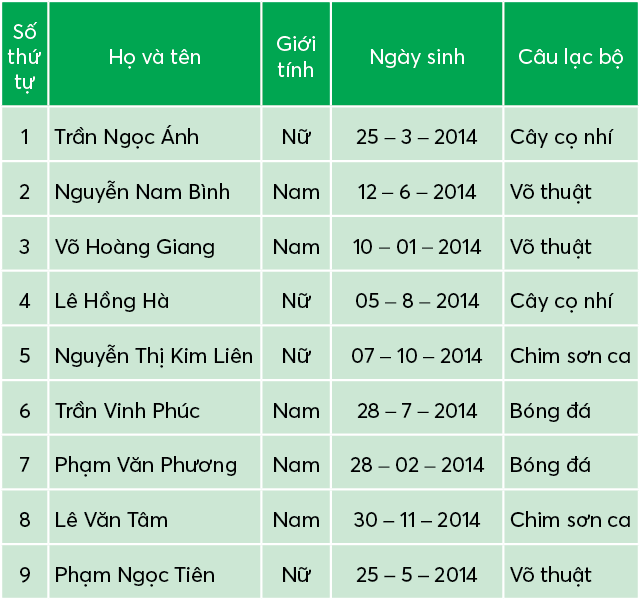 Số thứ tự Họ và tên Giới tính Ngày sinh Câu lạc bộ
1 Trần Ngọc Ánh Nữ 25 – 3 – 2014 Cây cọ nhí
2 Nguyễn Nam Bình Nam 12 – 6 – 2014 Võ thuật
3 Võ Hoàng Giang Nam 10 – 01 – 2014 Võ thuật
4 Lê Hồng Hà Nữ 05 – 8 – 2014 Cây cọ nhí
5 Nguyễn Thị Kim Liên Nữ 07 – 10 – 2014 Chim sơn ca
6 Trần Vinh Phúc Nam 28 – 7 – 2014 Bóng đá
7 Phạm Văn Phương Nam 28 – 02 – 2014 Bóng đá
8 Lê Văn Tâm Nam 30 – 11 – 2014 Chim sơn ca
9 Phạm Ngọc Tiên Nữ 25 – 5 – 2014 Võ thuật